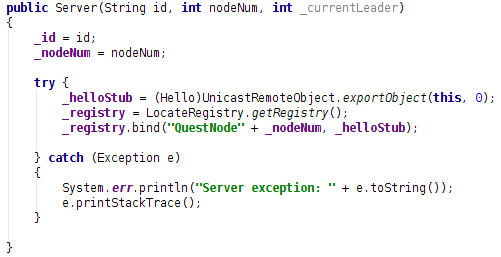 public Server(String id, int nodeNum, int _currentLeader)
{
_id = id;
_nodeNum = nodeNum;
try {
_helloStub = (Hello)UnicastRemoteObject.exportObject(this, 0);
_registry = LocateRegistry.getRegistry();
_registry.bind("QuestNode" + _nodeNum, _helloStub);
} catch (Exception e)
{
System.err.println("Server exception: " + e.toString());
e.printStackTrace();
}
}